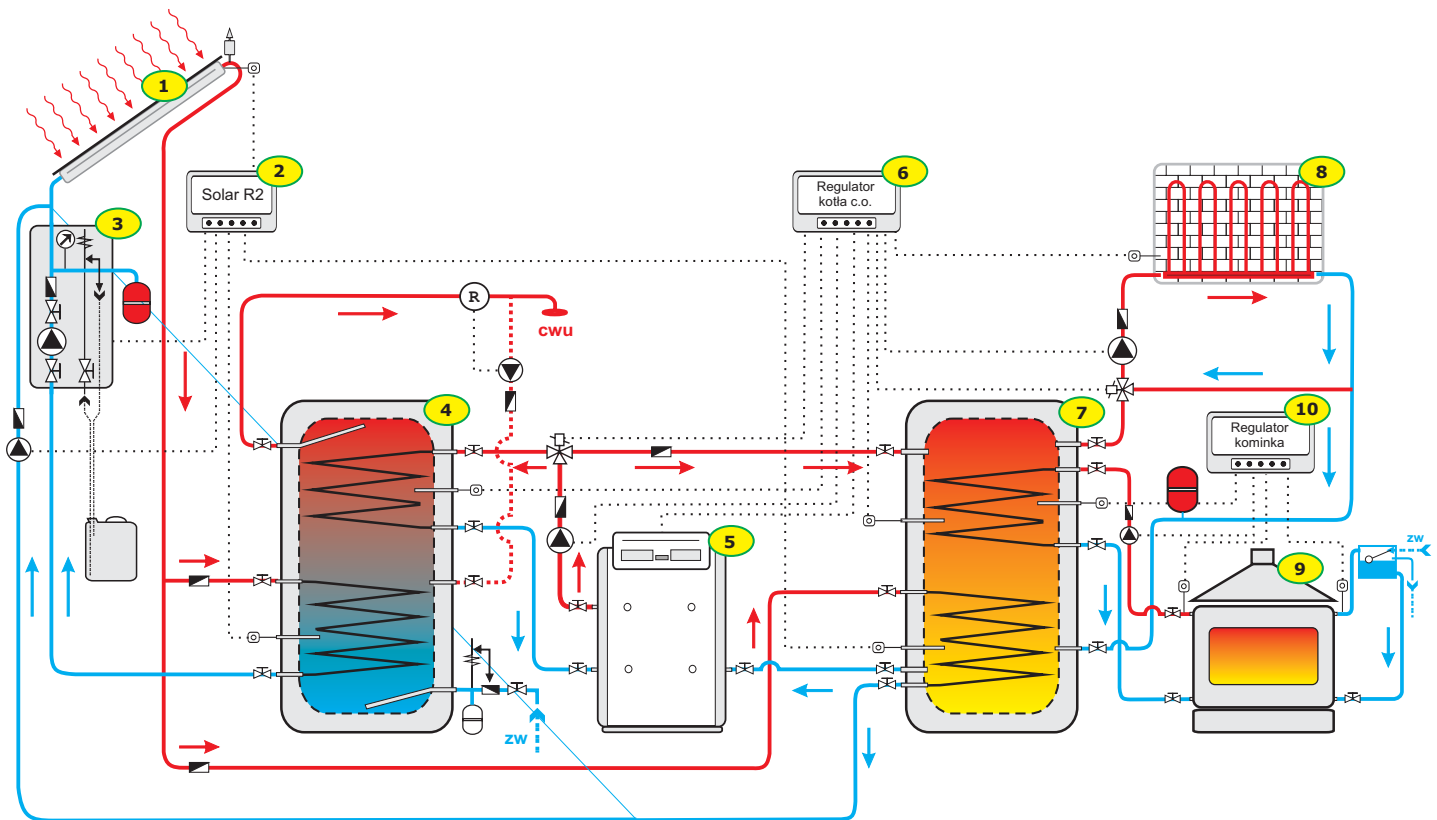 1
2
Solar R2
3
R
cwu
4
zw
5
6
Regulator
kotła c.o.
7
8
10
Regulator
kominka
9
zw